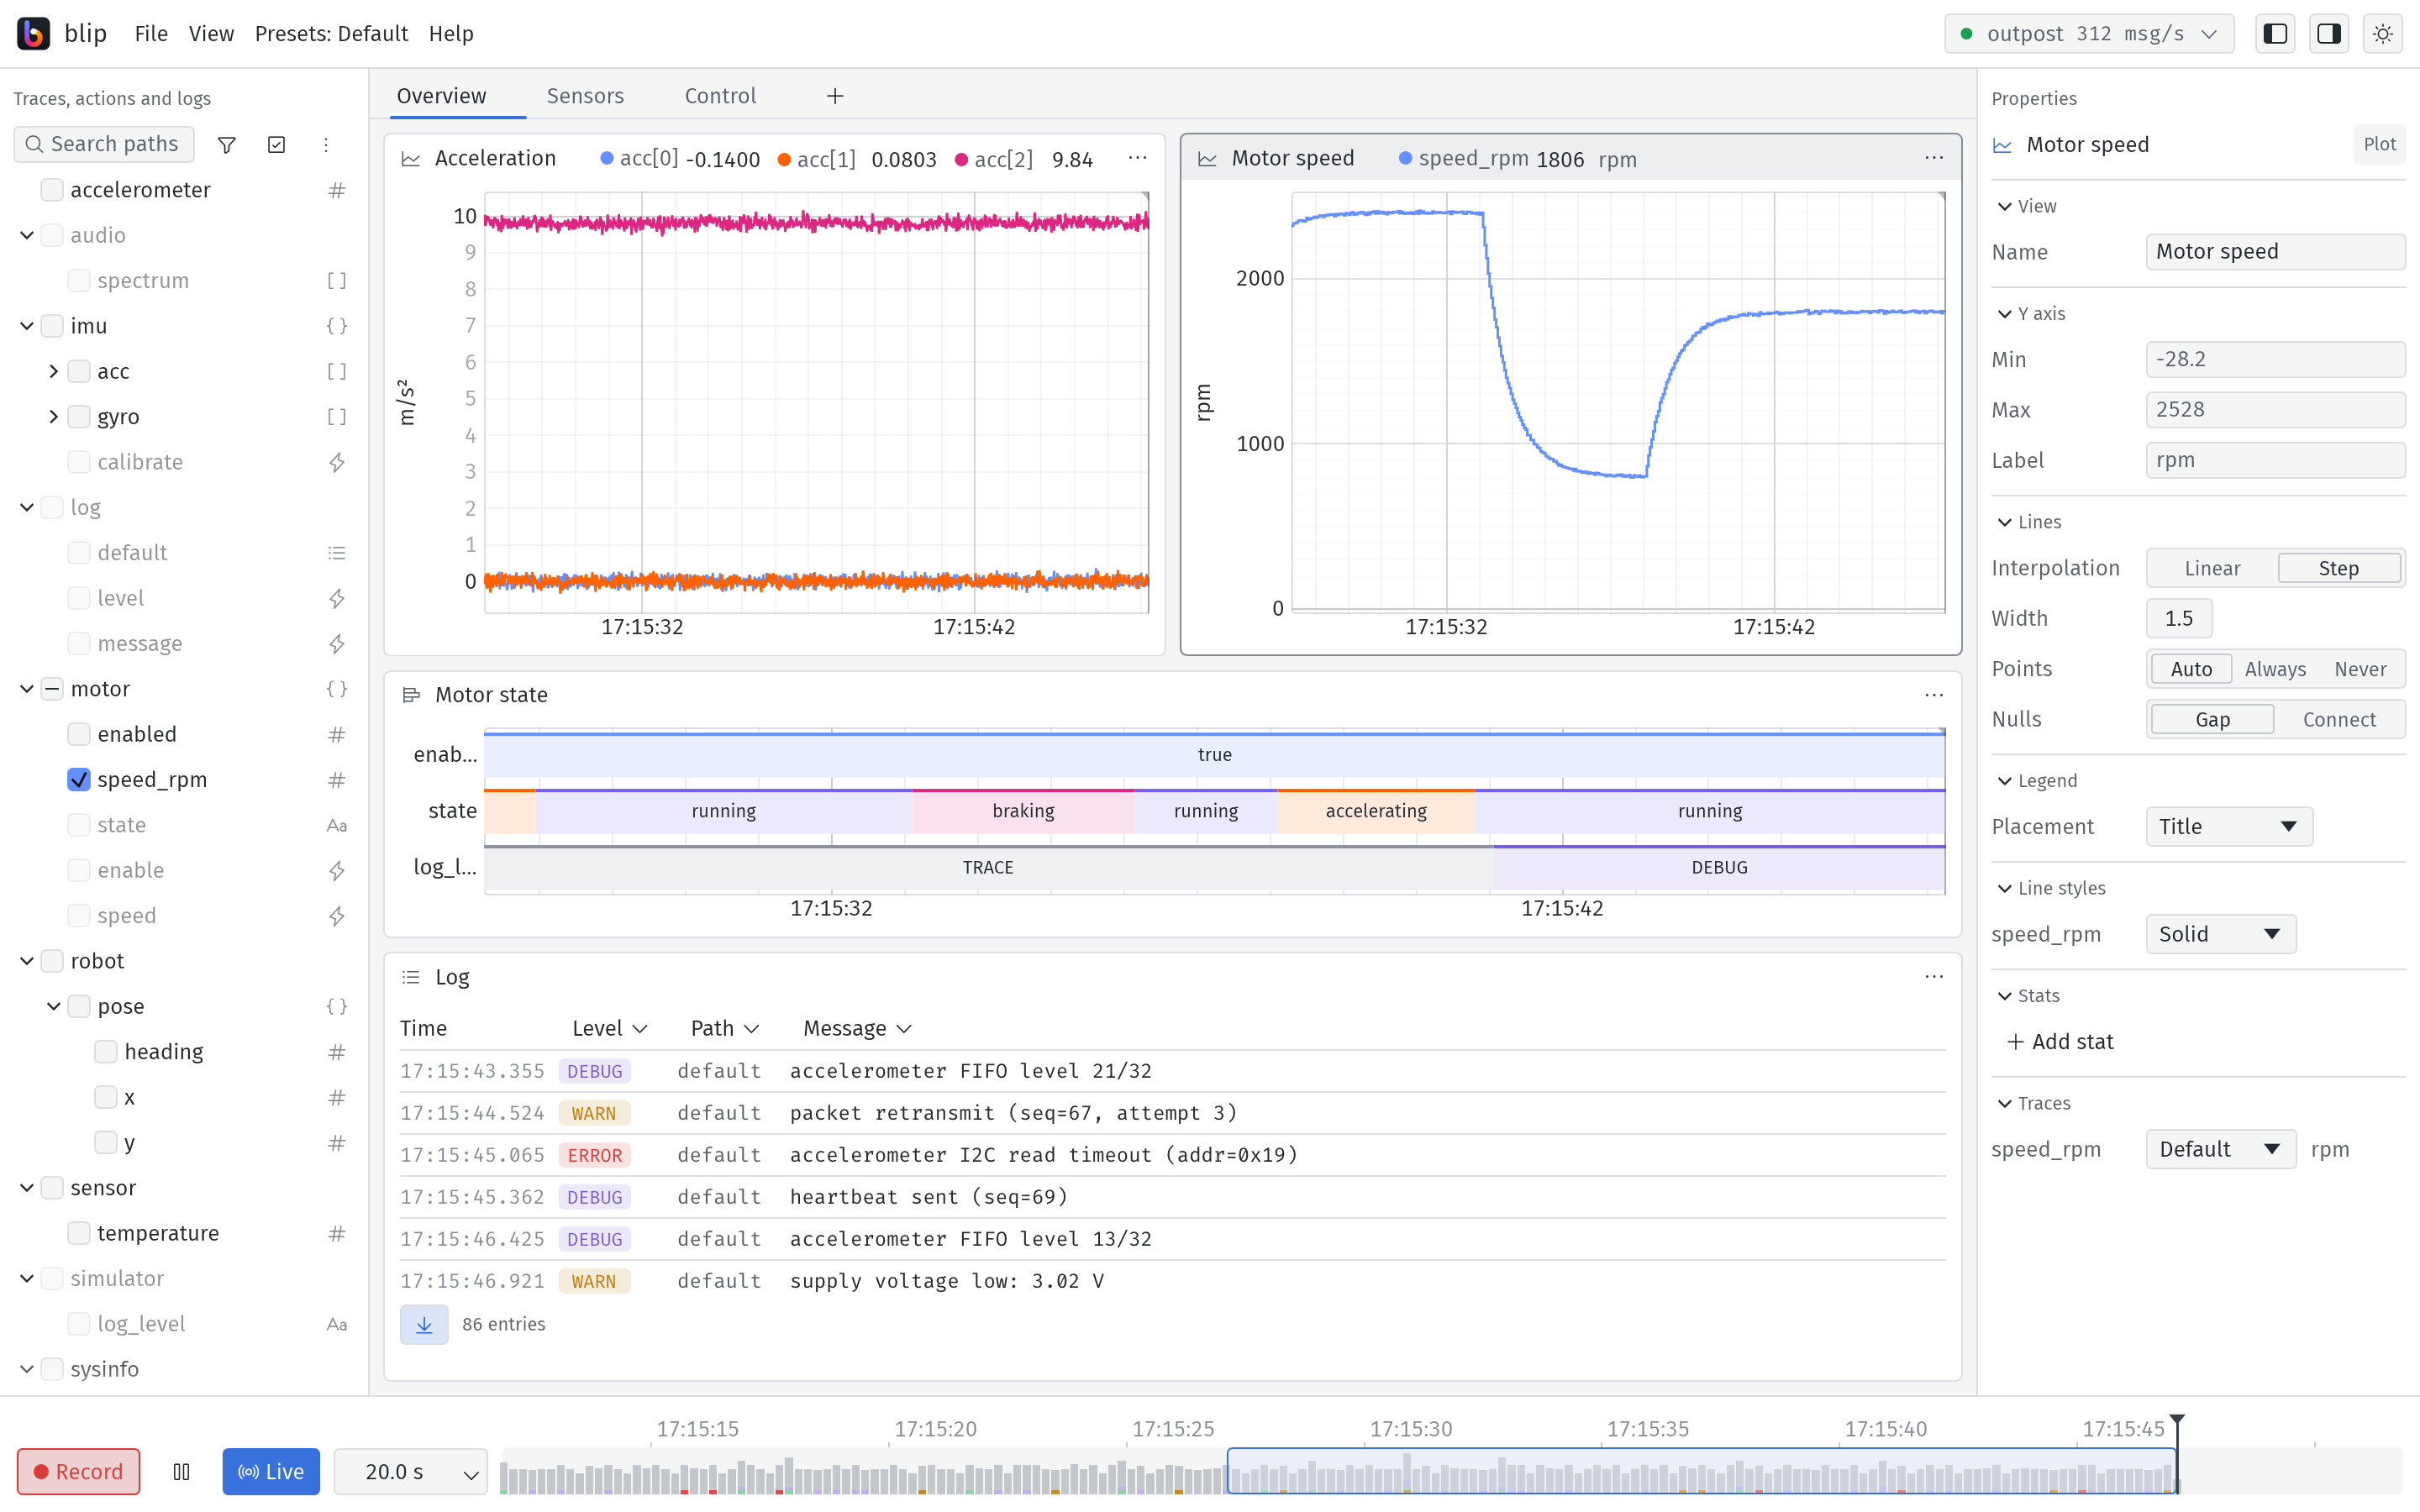 blip File View Presets: Default Help
outpost 312 msg/s
Traces, actions and logs
Search paths
accelerometer #
audio
spectrum [ ]
imu { }
acc [ ]
gyro [ ]
calibrate
log
default
level
message
motor { }
enabled #
speed_rpm #
state Aa
enable
speed
robot
pose { }
heading #
x #
y #
sensor
temperature #
simulator
log_level Aa
sysinfo
Overview Sensors Control +
Acceleration acc[0] -0.1400 acc[1] 0.0803 acc[2] 9.84 ...
m/s²
10
9
8
7
6
5
4
3
2
1
0
17:15:32 17:15:42
Motor speed speed_rpm 1806 rpm ...
rpm
2000
1000
0
17:15:32 17:15:42
Motor state ...
enab... true
state running braking running accelerating running
log_l... TRACE DEBUG
17:15:32 17:15:42
Log ...
Time Level Path Message
17:15:43.355 DEBUG default accelerometer FIFO level 21/32
17:15:44.524 WARN default packet retransmit (seq=67, attempt 3)
17:15:45.065 ERROR default accelerometer I2C read timeout (addr=0x19)
17:15:45.362 DEBUG default heartbeat sent (seq=69)
17:15:46.425 DEBUG default accelerometer FIFO level 13/32
17:15:46.921 WARN default supply voltage low: 3.02 V
86 entries
Properties
Motor speed Plot
View
Name Motor speed
Y axis
Min -28.2
Max 2528
Label rpm
Lines
Interpolation Linear Step
Width 1.5
Points Auto Always Never
Nulls Gap Connect
Legend
Placement Title
Line styles
speed_rpm Solid
Stats
+ Add stat
Traces
speed_rpm Default rpm
17:15:15 17:15:20 17:15:25 17:15:30 17:15:35 17:15:40 17:15:45
Record Live 20.0 s